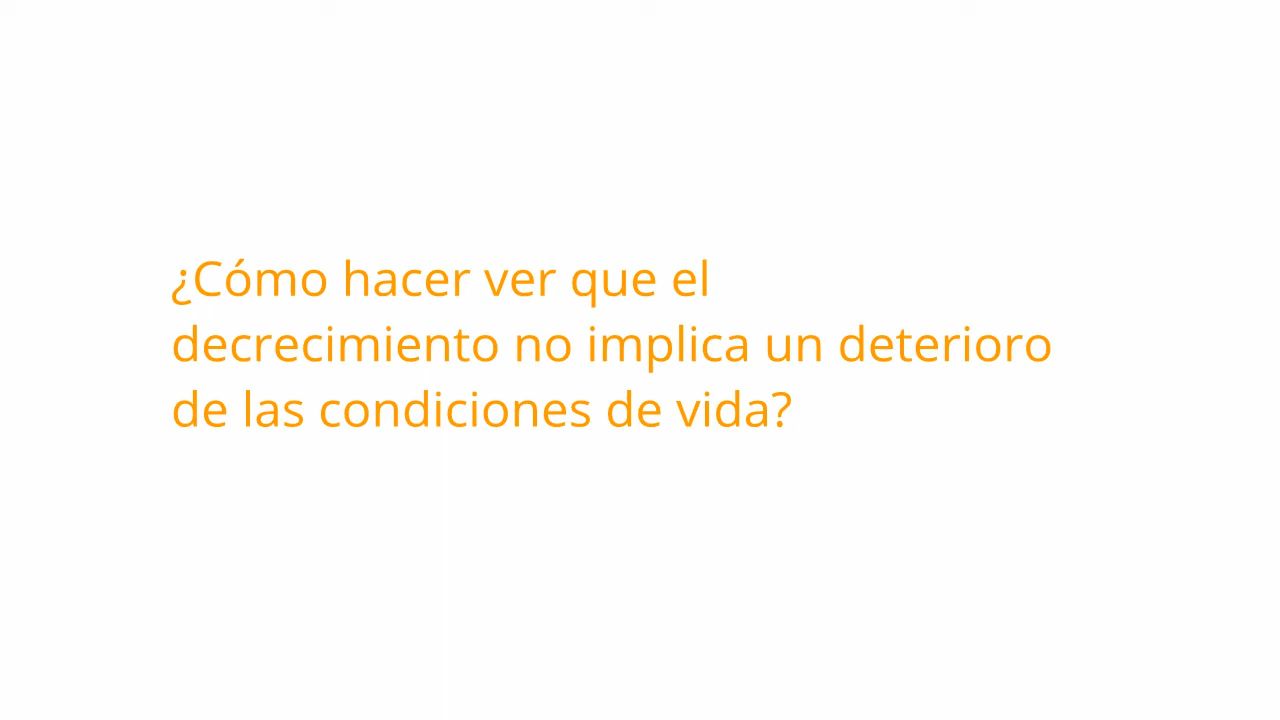 ¿Cómo hacer ver que el
decrecimiento no implica un deterioro
de las condiciones de vida?